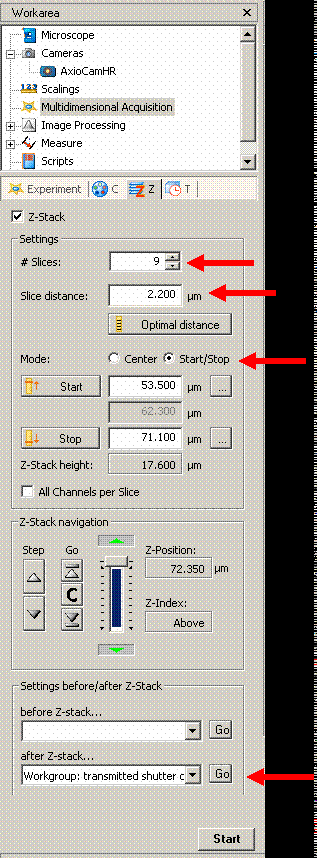 Workarea
Microscope
Cameras
AxioCamHR
Scalings
Multidimensional Acquisition
Image Processing
Measure
Scripts
Experiment C Z T
Z-Stack
Settings
# Slices: 9
Slice distance: 2.200 µm
Optimal distance
Mode: Center Start/Stop
Start 53.500 µm ...
62.300 µm
Stop 71.100 µm ...
Z-Stack height: 17.600 µm
All Channels per Slice
Z-Stack navigation
Step Go Z-Position:
72.350 µm
C
Z-Index:
Above
Settings before/after Z-Stack
before Z-stack...
Go
after Z-stack...
Workgroup: transmitted shutter c Go
Start